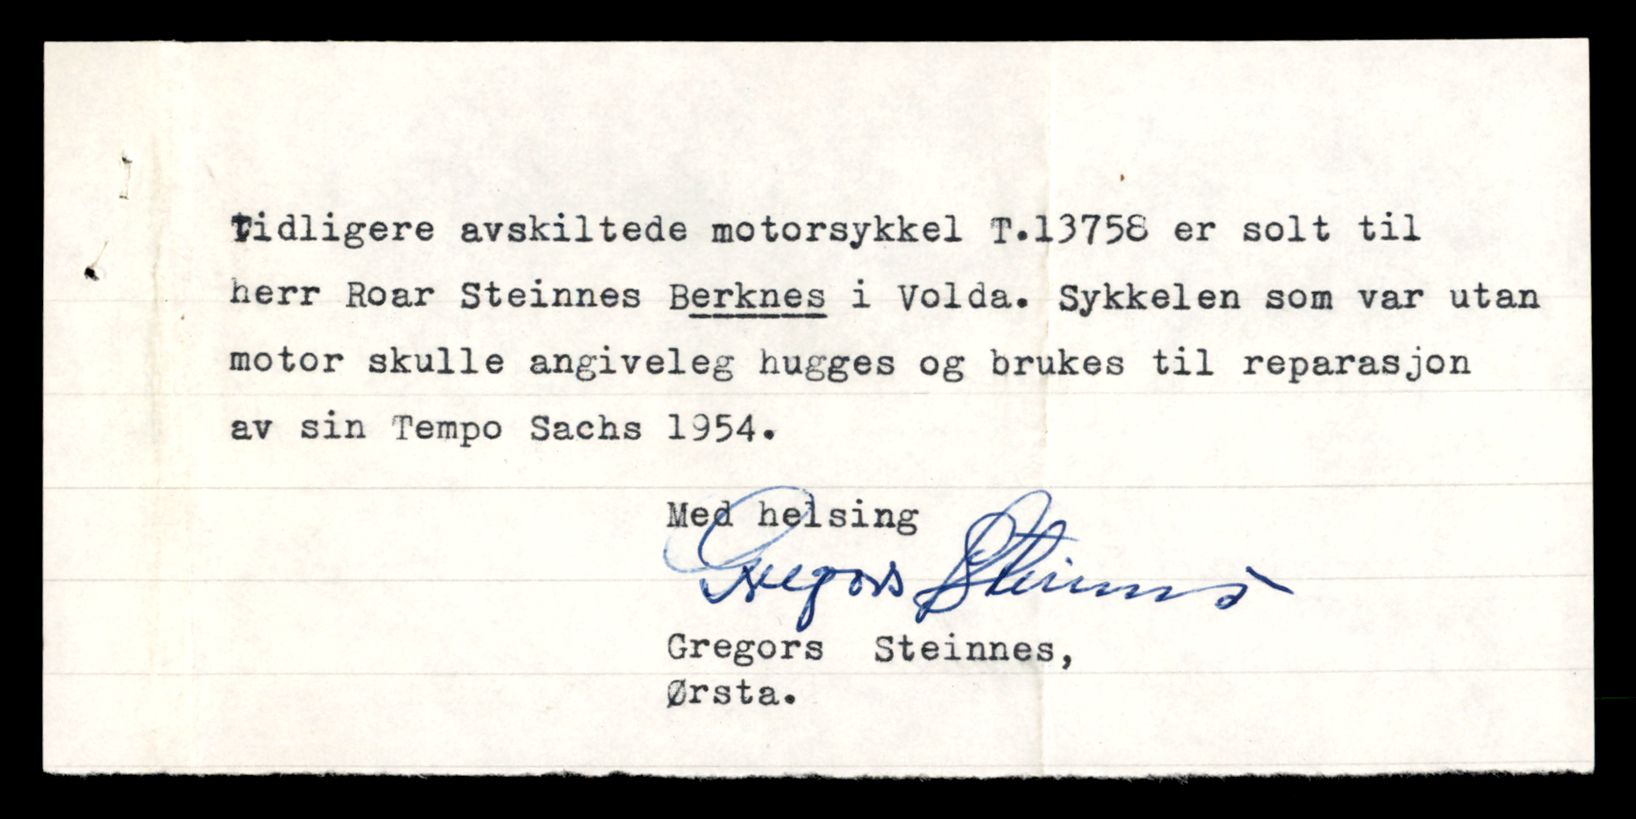 Tidligere avskiltede motorsykkel T.13758 er solt til
herr Roar Steinnes Berknes i Volda. Sykkelen som var utan
motor skulle angiveleg hugges og brukes til reparasjon
av sin Tempo Sachs 1954.
Med helsing
Gregors Steinnes
Gregors Steinnes,
Ørsta.